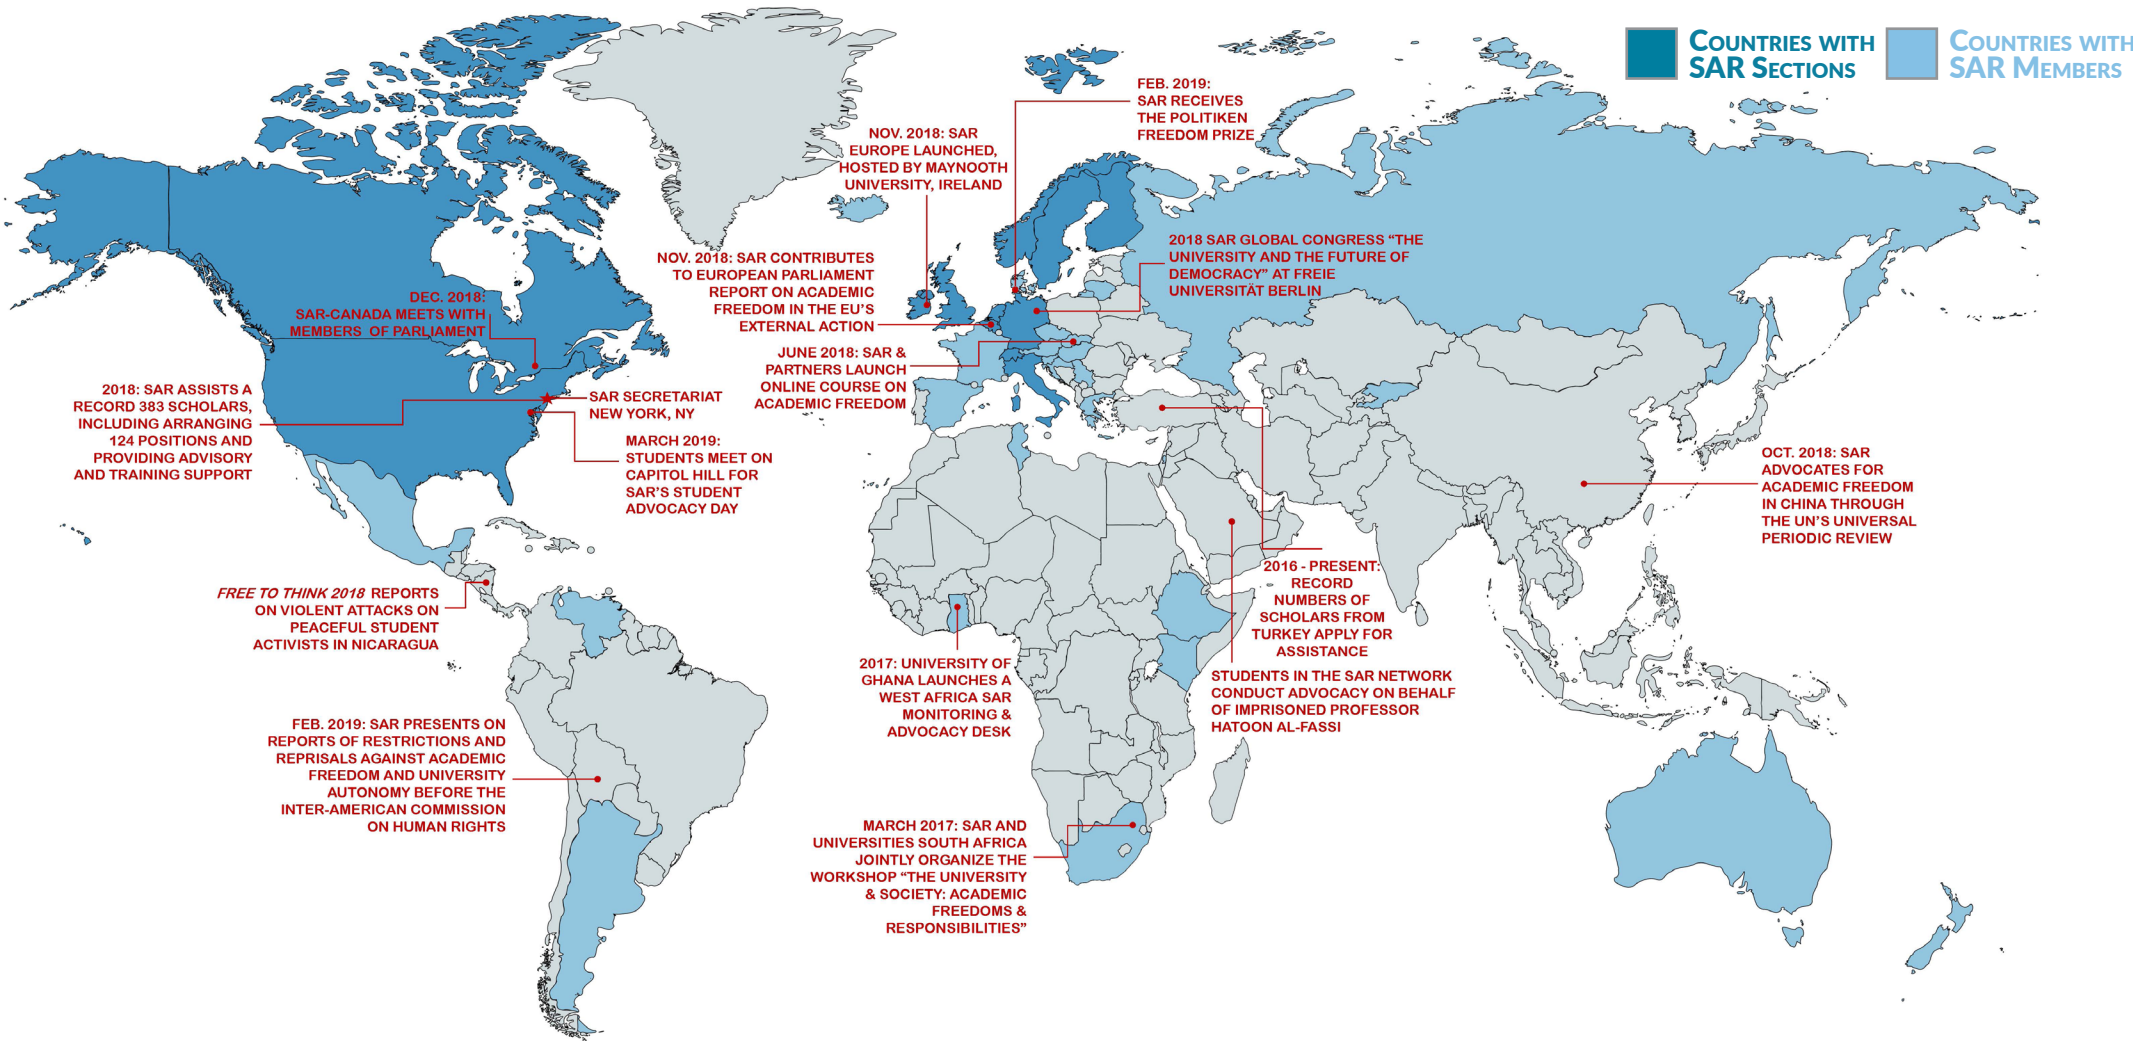 COUNTRIES WITH
SAR SECTIONS
COUNTRIES WITH
SAR MEMBERS
FEB. 2019:
SAR RECEIVES
THE POLITIKEN
FREEDOM PRIZE
NOV. 2018: SAR
EUROPE LAUNCHED,
HOSTED BY MAYNOOTH
UNIVERSITY, IRELAND
2018 SAR GLOBAL CONGRESS “THE
UNIVERSITY AND THE FUTURE OF
DEMOCRACY” AT FREIE
UNIVERSITÄT BERLIN
NOV. 2018: SAR CONTRIBUTES
TO EUROPEAN PARLIAMENT
REPORT ON ACADEMIC
FREEDOM IN THE EU’S
EXTERNAL ACTION
DEC. 2018:
SAR-CANADA MEETS WITH
MEMBERS OF PARLIAMENT
JUNE 2018: SAR &
PARTNERS LAUNCH
ONLINE COURSE ON
ACADEMIC FREEDOM
2018: SAR ASSISTS A
RECORD 383 SCHOLARS,
INCLUDING ARRANGING
124 POSITIONS AND
PROVIDING ADVISORY
AND TRAINING SUPPORT
SAR SECRETARIAT
NEW YORK, NY
MARCH 2019:
STUDENTS MEET ON
CAPITOL HILL FOR
SAR’S STUDENT
ADVOCACY DAY
OCT. 2018: SAR
ADVOCATES FOR
ACADEMIC FREEDOM
IN CHINA THROUGH
THE UN’S UNIVERSAL
PERIODIC REVIEW
2016 - PRESENT:
RECORD
NUMBERS OF
SCHOLARS FROM
TURKEY APPLY FOR
ASSISTANCE
FREE TO THINK 2018 REPORTS
ON VIOLENT ATTACKS ON
PEACEFUL STUDENT
ACTIVISTS IN NICARAGUA
2017: UNIVERSITY OF
GHANA LAUNCHES A
WEST AFRICA SAR
MONITORING &
ADVOCACY DESK
STUDENTS IN THE SAR NETWORK
CONDUCT ADVOCACY ON BEHALF
OF IMPRISONED PROFESSOR
HATOON AL-FASSI
FEB. 2019: SAR PRESENTS ON
REPORTS OF RESTRICTIONS AND
REPRISALS AGAINST ACADEMIC
FREEDOM AND UNIVERSITY
AUTONOMY BEFORE THE
INTER-AMERICAN COMMISSION
ON HUMAN RIGHTS
MARCH 2017: SAR AND
UNIVERSITIES SOUTH AFRICA
JOINTLY ORGANIZE THE
WORKSHOP “THE UNIVERSITY
& SOCIETY: ACADEMIC
FREEDOMS &
RESPONSIBILITIES”